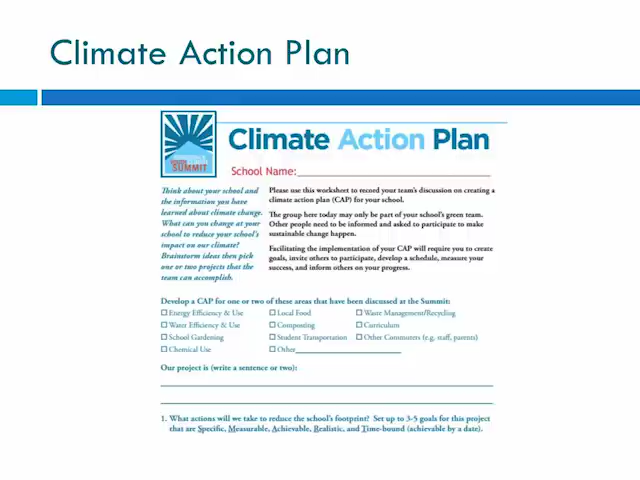 Climate Action Plan
SUMMIT
Climate Action Plan
School Name:
Think about your school and
the information you have
learned about climate change.
What can you change at your
school to reduce your school's
impact on our climate?
Brainstorm ideas then pick
one or two projects that the
team can accomplish.
Please use this worksheet to record your team's discussion on creating a
climate action plan (CAP) for your school.
The group here today may only be part of your school's green team.
Other people need to be informed and asked to participate to make
sustainable change happen.
Facilitating the implementation of your CAP will require you to create
goals, invite others to participate, develop a schedule, measure your
success, and inform others on your progress.
Develop a CAP for one or two of these areas that have been discussed at the Summit:
☐ Energy Efficiency & Use ☐ Local Food ☐ Waste Management/Recycling
☐ Water Efficiency & Use ☐ Composting ☐ Curriculum
☐ School Gardening ☐ Student Transportation ☐ Other Commuters (e.g. staff, parents)
☐ Chemical Use ☐ Other
Our project is (write a sentence or two):
1. What actions will we take to reduce the school's footprint? Set up to 3-5 goals for this project
that are Specific, Measurable, Achievable, Realistic, and Time-bound (achievable by a date).